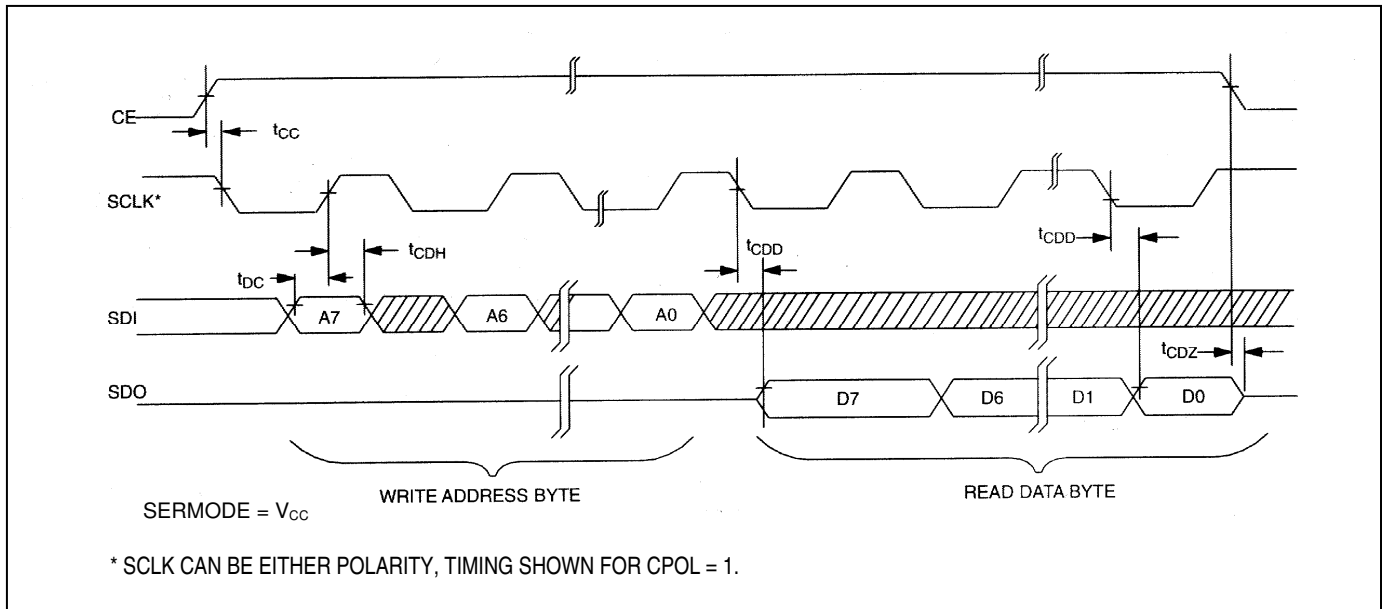 CE
tCC
SCLK*
tCDH
tCDD
tCDD
tDC
SDI
A7
A6
A0
tCDZ
SDO
D7
D6
D1
D0
WRITE ADDRESS BYTE
READ DATA BYTE
SERMODE = VCC
* SCLK CAN BE EITHER POLARITY, TIMING SHOWN FOR CPOL = 1.